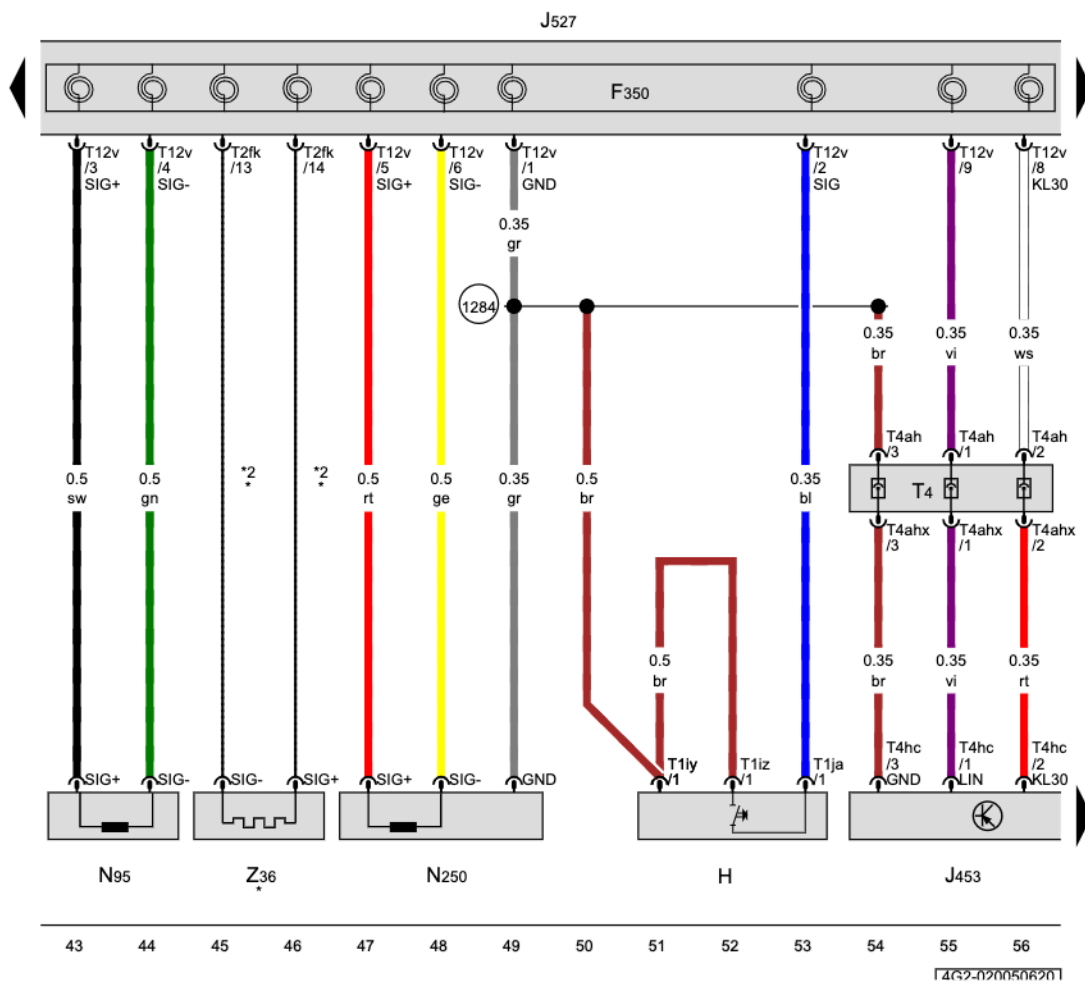 J527
F350
T12v
/3
SIG+
T12v
/4
SIG-
T2fk
/13
T2fk
/14
T12v
/5
SIG+
T12v
/6
SIG-
T12v
/1
GND
T12v
/2
SIG
T12v
/9
T12v
/8
KL30
0.35
gr
1284
0.35
br
0.35
vi
0.35
ws
T4ah
/3
T4ah
/1
T4ah
/2
0.5
sw
0.5
gn
*2
*
*2
*
0.5
rt
0.5
ge
0.35
gr
0.5
br
0.35
bl
T4
T4ahx
/3
T4ahx
/1
T4ahx
/2
0.5
br
0.35
br
0.35
vi
0.35
rt
SIG+
SIG-
SIG-
SIG+
SIG+
SIG-
GND
T1iy
/1
T1iz
/1
T1ja
/1
T4hc
/3
GND
T4hc
/1
LIN
T4hc
/2
KL30
N95
Z36
*
N250
H
J453
43 44 45 46 47 48 49 50 51 52 53 54 55 56
4G2-020050620